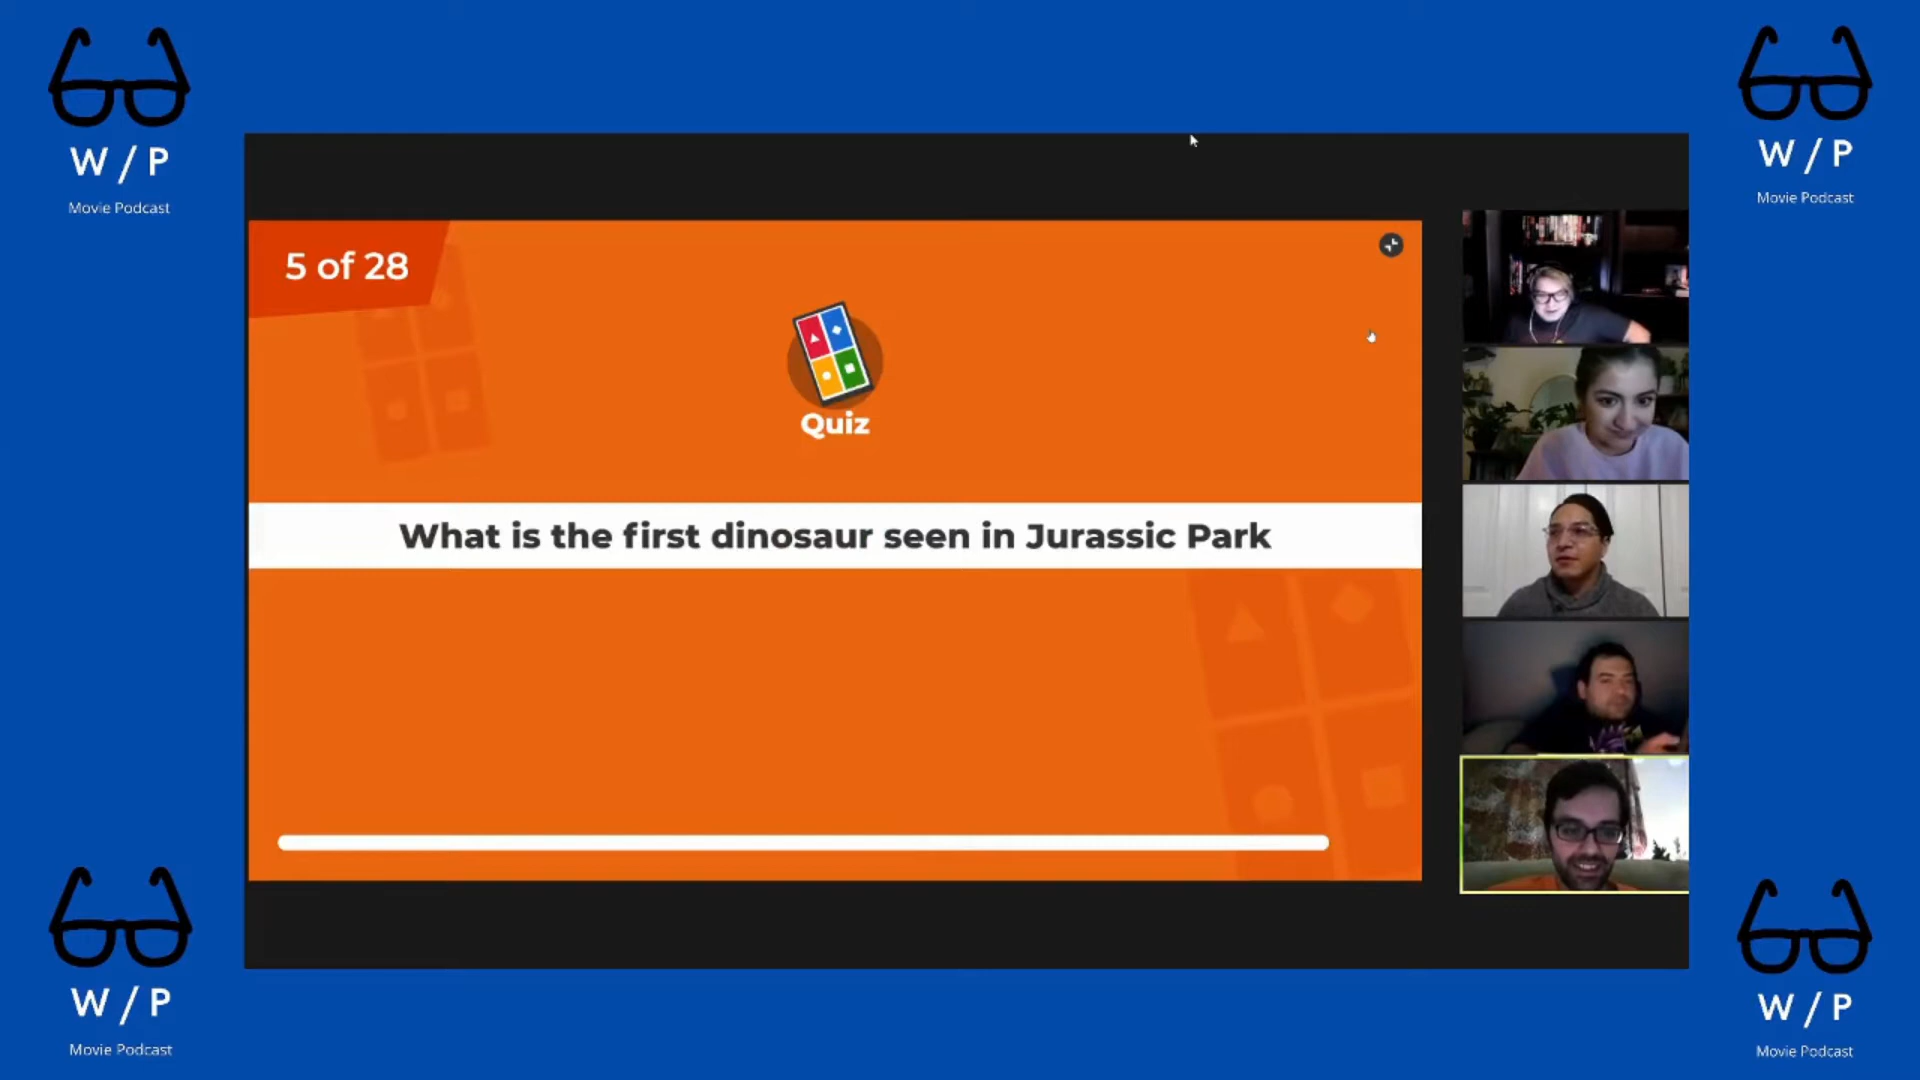 W / P
Movie Podcast
W / P
Movie Podcast
5 of 28
Quiz
What is the first dinosaur seen in Jurassic Park
W / P
Movie Podcast
W / P
Movie Podcast